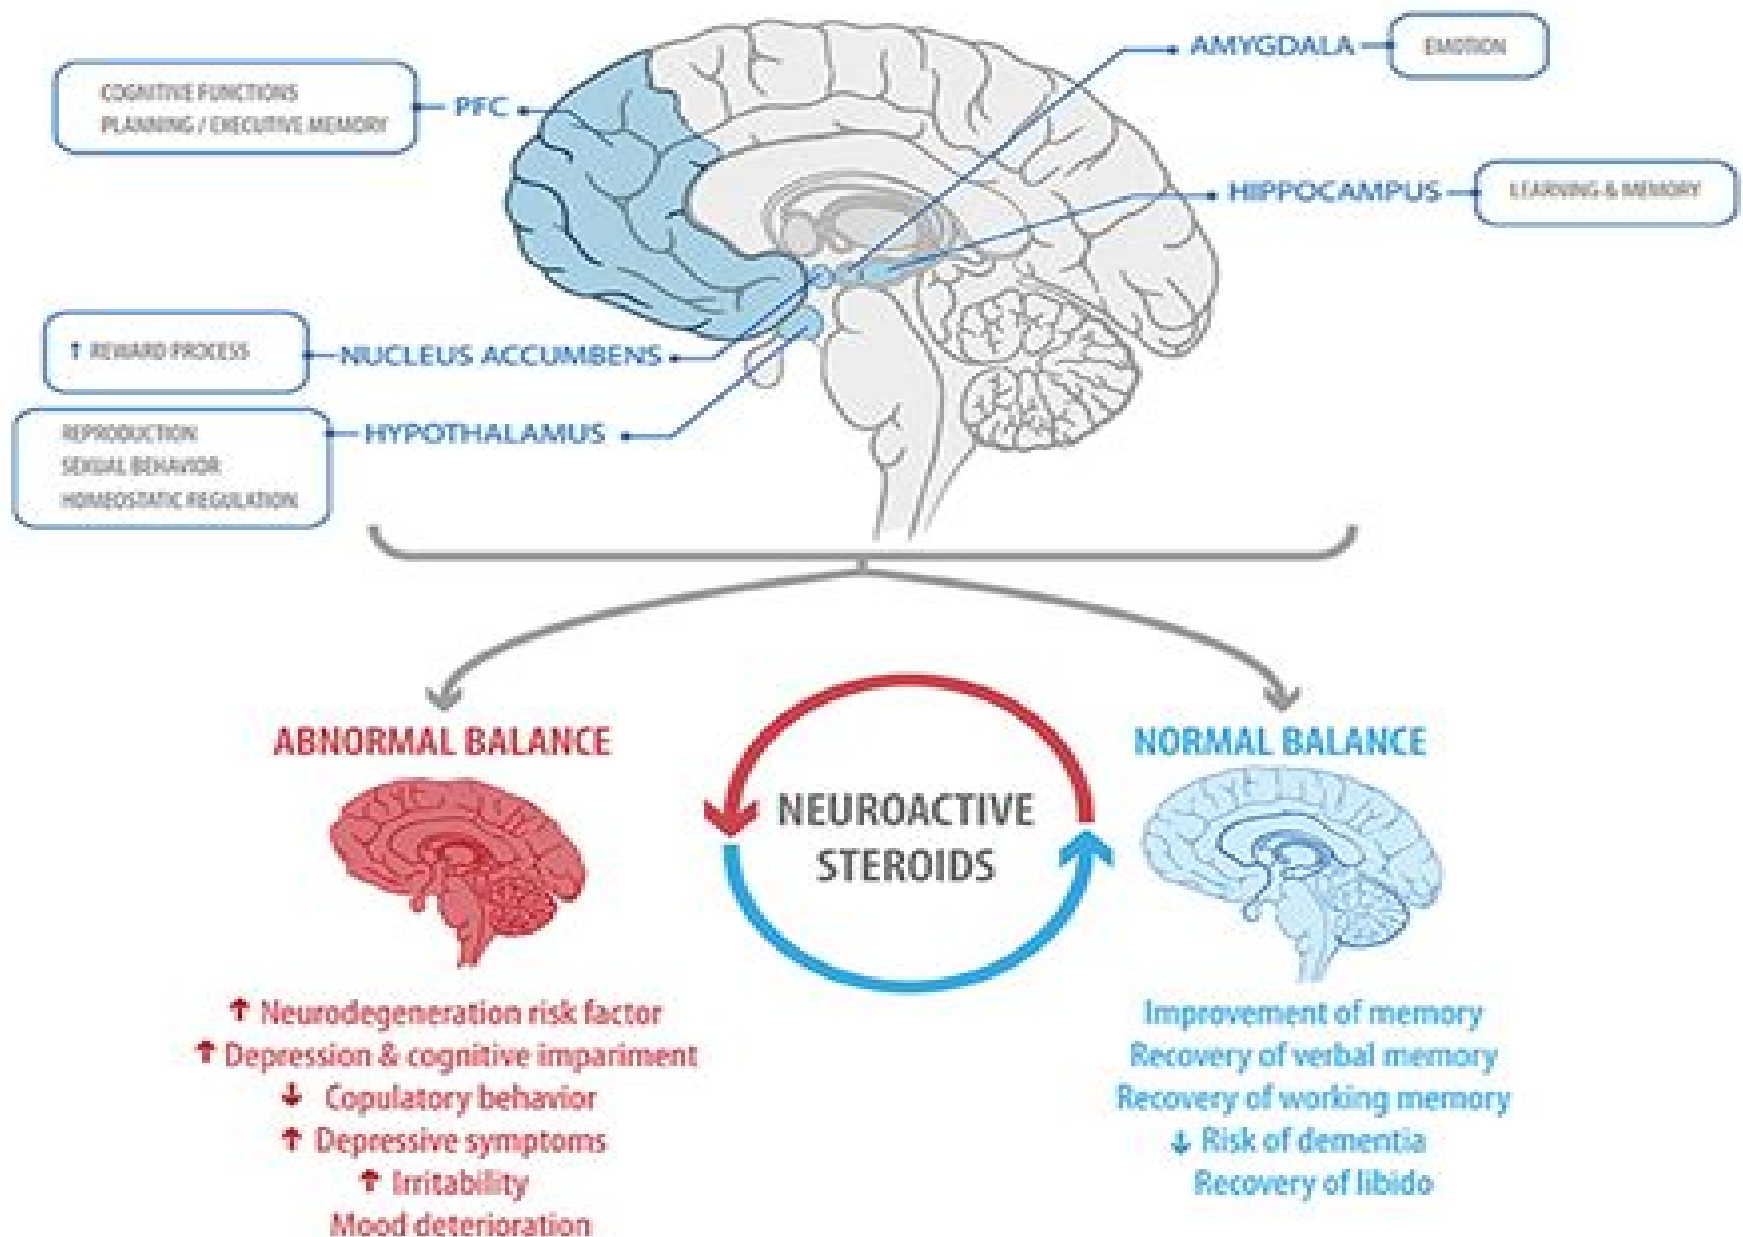 AMYGDALA
EMOTION
COGNITIVE FUNCTIONS
PLANNING / EXECUTIVE MEMORY
PFC
HIPPOCAMPUS
LEARNING & MEMORY
↑ REWARD PROCESS
NUCLEUS ACCUMBENS
REPRODUCTION
SEXUAL BEHAVIOR
HOMEOSTATIC REGULATION
HYPOTHALAMUS
ABNORMAL BALANCE
↑ Neurodegeneration risk factor
↑ Depression & cognitive impariment
↓ Copulatory behavior
↑ Depressive symptoms
↑ Irritability
Mood deterioration
NEUROACTIVE
STEROIDS
NORMAL BALANCE
Improvement of memory
Recovery of verbal memory
Recovery of working memory
↓ Risk of dementia
Recovery of libido